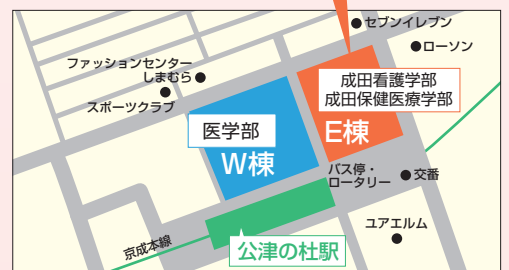 セブンイレブン
ローソン
ファッションセンター
しまむら
スポーツクラブ
成田看護学部
成田保健医療学部
E棟
医学部
W棟
バス停・
ロータリー
交番
ユアエルム
京成本線
公津の杜駅